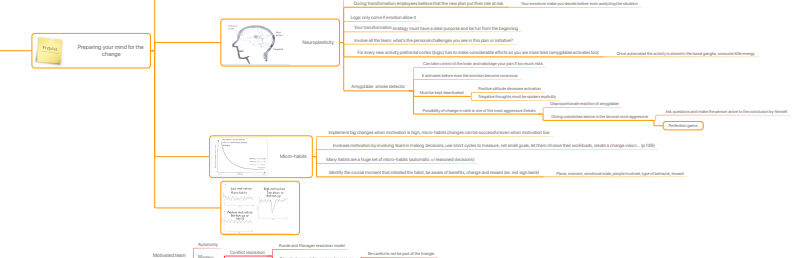 During transformation employees believe that the new plan put their role at risk
Your emotions make you decide before even analyzing the situation
Logic only come if emotion allow it
Your transformation strategy must have a clear purpose and be fun from the beginning
Neuroplasticity
Involve all the team: what's the personal challenges you see in this plan or initiative?
Preparing your mind for the
change
For every new activity prefrontal cortex (logic) has to make considerable efforts so you are more tired (amygdalae activates too)
Once automated the activity is stored in the basal ganglia, consume little energy
Can take control of the brain and sabotage your plan if too much risks
It activates before even the emotion become conscious
Amygdalae: smoke detector
Positive attitude decrease activation
Must be kept deactivated
Negative thoughts must be spoken explicitly
Disproportionate reaction of amygdalae
Possibility of change in rank is one of the most aggressive threats
Ask questions and make the person arrive to the conclusion by himself
Giving unsolicited advice is the second most aggressive
Perfection game
Implement big changes when motivation is high, micro-habits changes can be successful even when motivation low
Increase motivation by involving team in making decisions, use short cycles to measure, set small goals, let them choose their workloads, create a change vision... (p.189)
Micro-habits
Many habits are a huge set of micro-habits (automatic w/ reasoned decisions)
Identify the crucial moment that initiated the habit, be aware of benefits, change and reward (ex: red sign bank)
Place, moment, emotional state, people involved, type of behavior, reward
Autonomy
Motivated team
Mastery
Conflict resolution
Purade and Manager resolution model
Be careful to not be part of the triangle